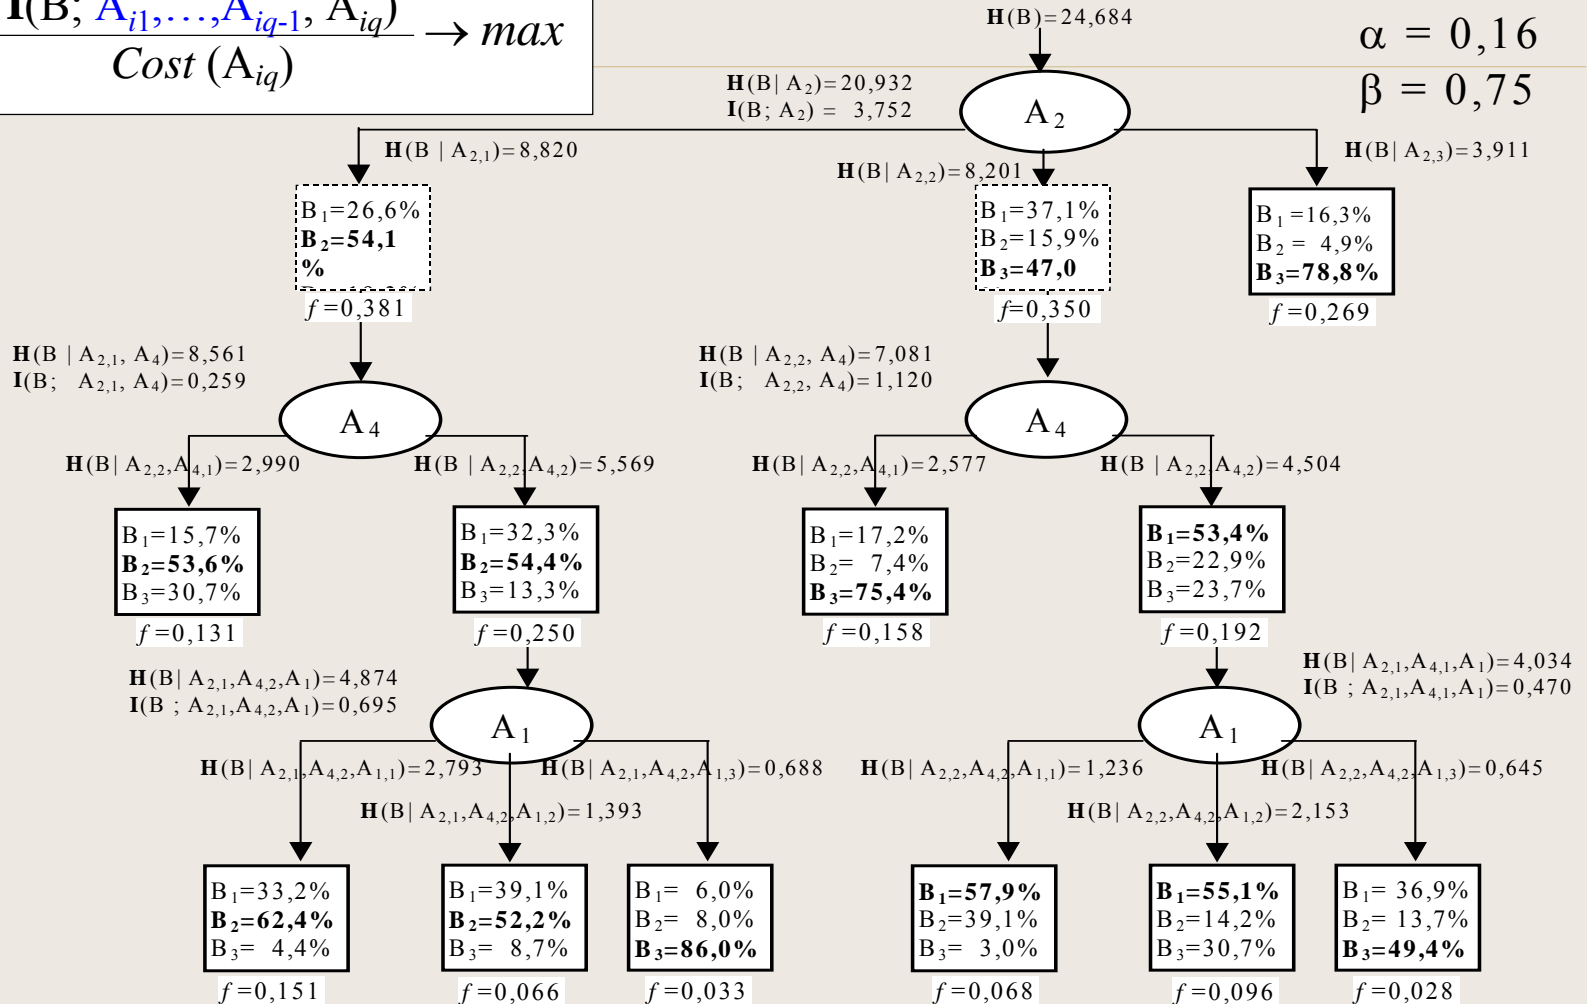 I(B; Ai1,…,Aiq-1, Aiq)
Cost (Aiq)
→ max
H(B)=24,684
α = 0,16
β = 0,75
H(B| A2)=20,932
I(B; A2) = 3,752
A2
H(B | A2,1)=8,820
H(B| A2,2)=8,201
H(B| A2,3)=3,911
B1=26,6%
B2=54,1
%
f=0,381
B1=37,1%
B2=15,9%
B3=47,0
f=0,350
B1=16,3%
B2= 4,9%
B3=78,8%
f=0,269
H(B | A2,1, A4)=8,561
I(B; A2,1, A4)=0,259
A4
H(B | A2,2, A4)=7,081
I(B; A2,2, A4)=1,120
A4
H(B| A2,2,A4,1)=2,990
H(B | A2,2,A4,2)=5,569
H(B| A2,2,A4,1)=2,577
H(B | A2,2,A4,2)=4,504
B1=15,7%
B2=53,6%
B3=30,7%
f=0,131
B1=32,3%
B2=54,4%
B3=13,3%
f=0,250
B1=17,2%
B2= 7,4%
B3=75,4%
f=0,158
B1=53,4%
B2=22,9%
B3=23,7%
f=0,192
H(B| A2,1,A4,2,A1)=4,874
I(B ; A2,1,A4,2,A1)=0,695
A1
H(B| A2,1,A4,1,A1)=4,034
I(B ; A2,1,A4,1,A1)=0,470
A1
H(B| A2,1,A4,2,A1,1)=2,793
H(B| A2,1,A4,2,A1,3)=0,688
H(B| A2,1,A4,2,A1,2)=1,393
H(B| A2,2,A4,2,A1,1)=1,236
H(B| A2,2,A4,2,A1,3)=0,645
H(B| A2,2,A4,2,A1,2)=2,153
B1=33,2%
B2=62,4%
B3= 4,4%
f=0,151
B1=39,1%
B2=52,2%
B3= 8,7%
f=0,066
B1= 6,0%
B2= 8,0%
B3=86,0%
f=0,033
B1=57,9%
B2=39,1%
B3= 3,0%
f=0,068
B1=55,1%
B2=14,2%
B3=30,7%
f=0,096
B1= 36,9%
B2= 13,7%
B3=49,4%
f=0,028